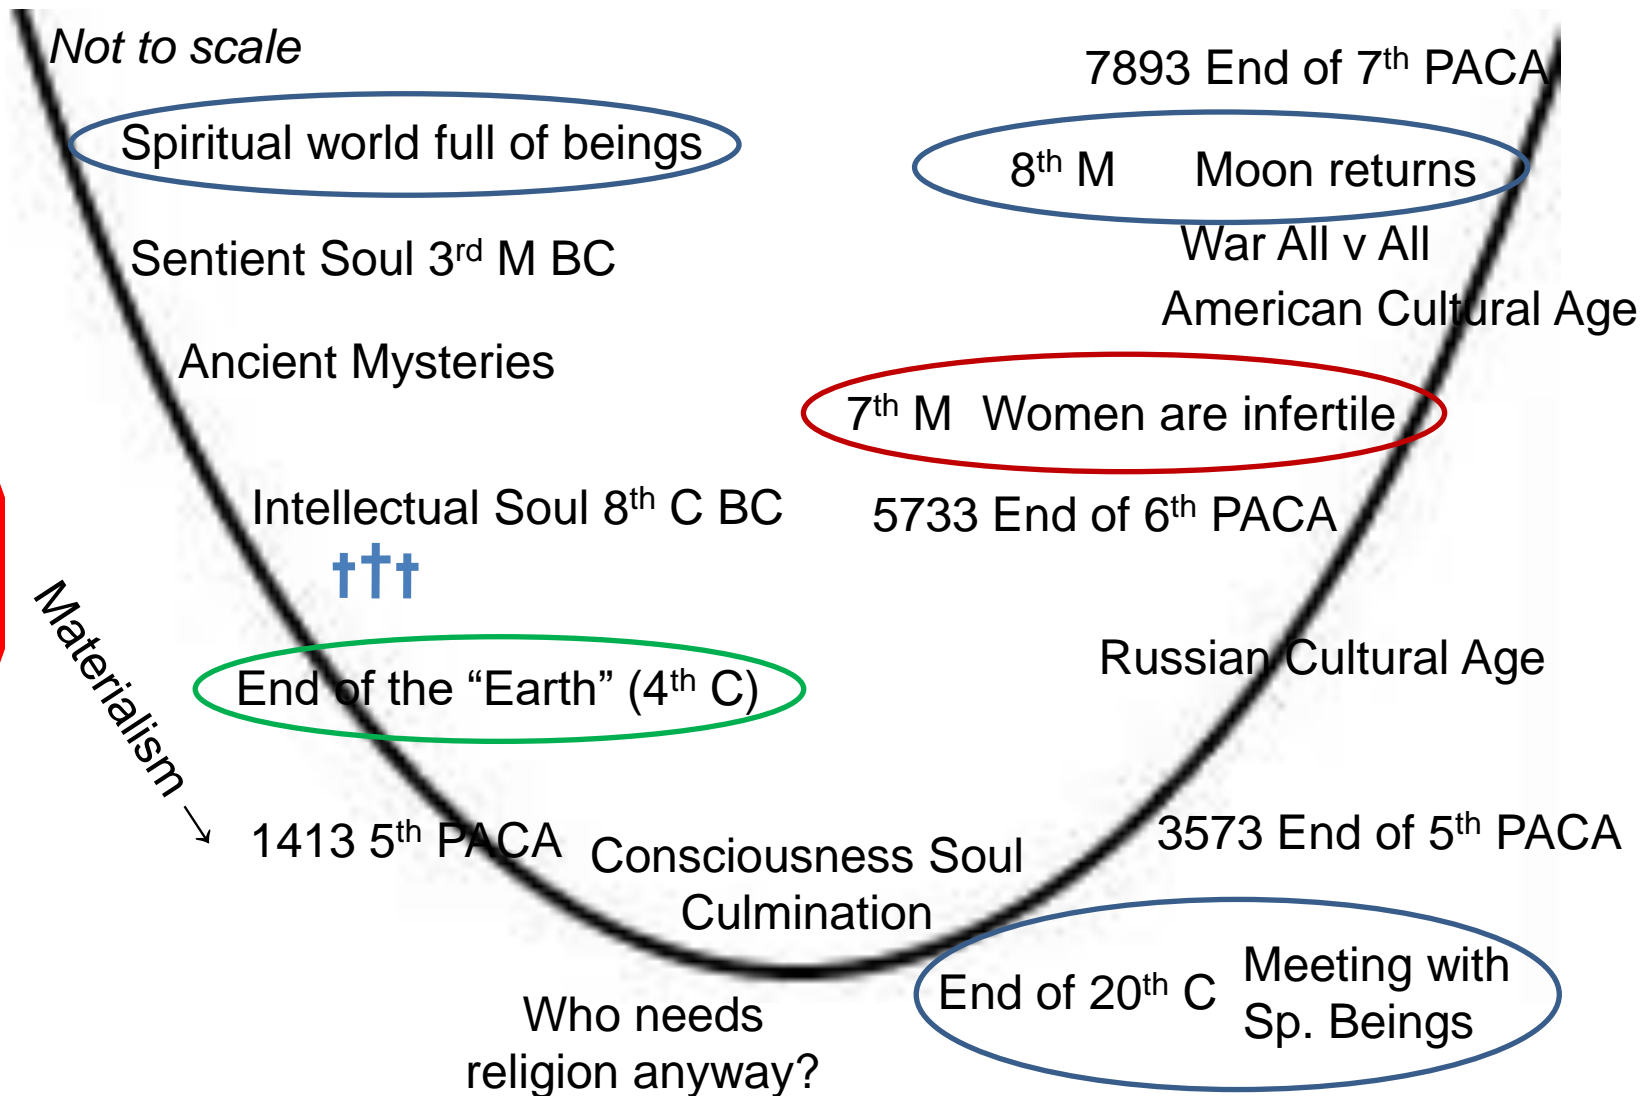 Not to scale
Spiritual world full of beings
Sentient Soul 3rd M BC
Ancient Mysteries
Intellectual Soul 8th C BC
†††
End of the “Earth” (4th C)
Materialism →
1413 5th PACA
Consciousness Soul
Culmination
Who needs
religion anyway?
End of 20th C
Meeting with
Sp. Beings
3573 End of 5th PACA
Russian Cultural Age
5733 End of 6th PACA
7th M Women are infertile
American Cultural Age
War All v All
8th M Moon returns
7893 End of 7th PACA